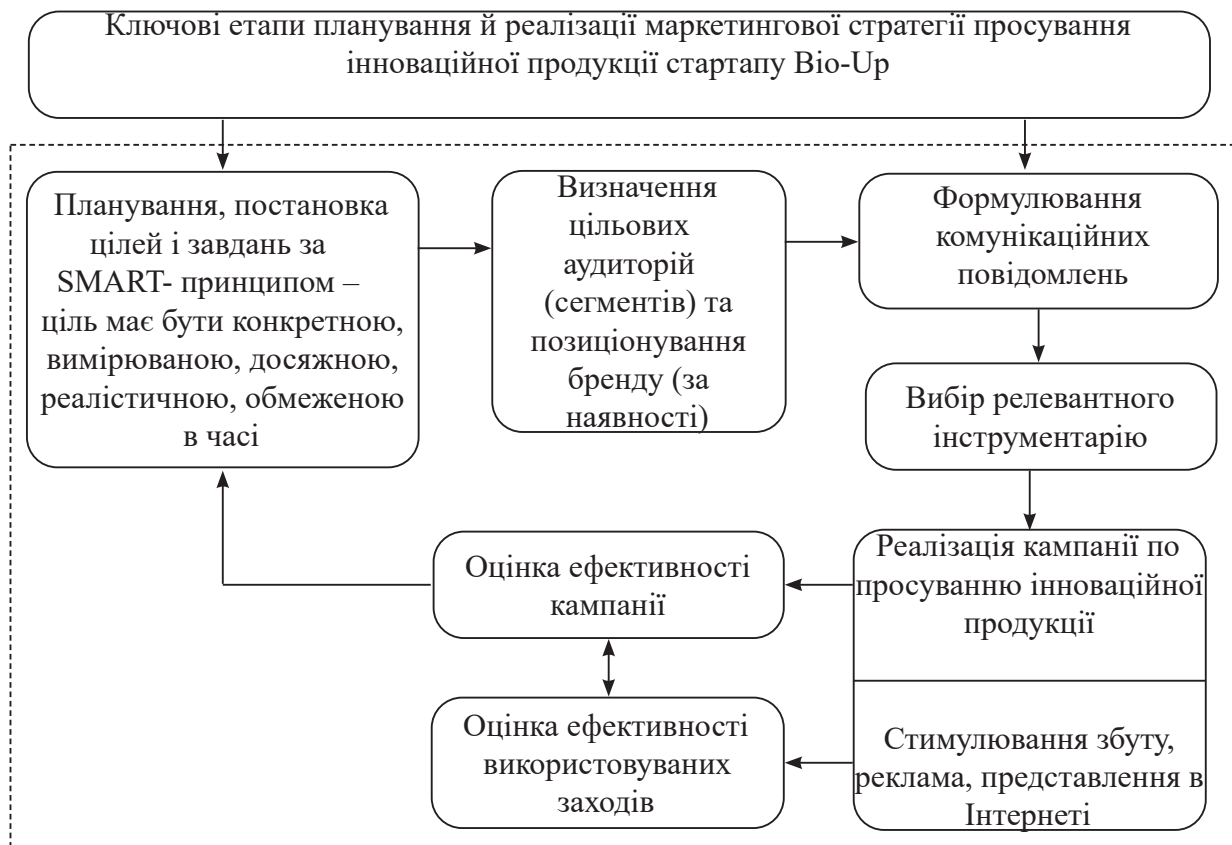 Ключові етапи планування й реалізації маркетингової стратегії просування
інноваційної продукції стартапу Bio-Up
Планування, постановка
цілей і завдань за
SMART- принципом –
ціль має бути конкретною,
вимірюваною, досяжною,
реалістичною, обмеженою
в часі
Визначення
цільових
аудиторій
(сегментів) та
позиціонування
бренду (за
наявності)
Формулювання
комунікаційних
повідомлень
Вибір релевантного
інструментарію
Реалізація кампанії по
просуванню інноваційної
продукції
Оцінка ефективності
кампанії
Оцінка ефективності
використовуваних
заходів
Стимулювання збуту,
реклама, представлення в
Інтернеті